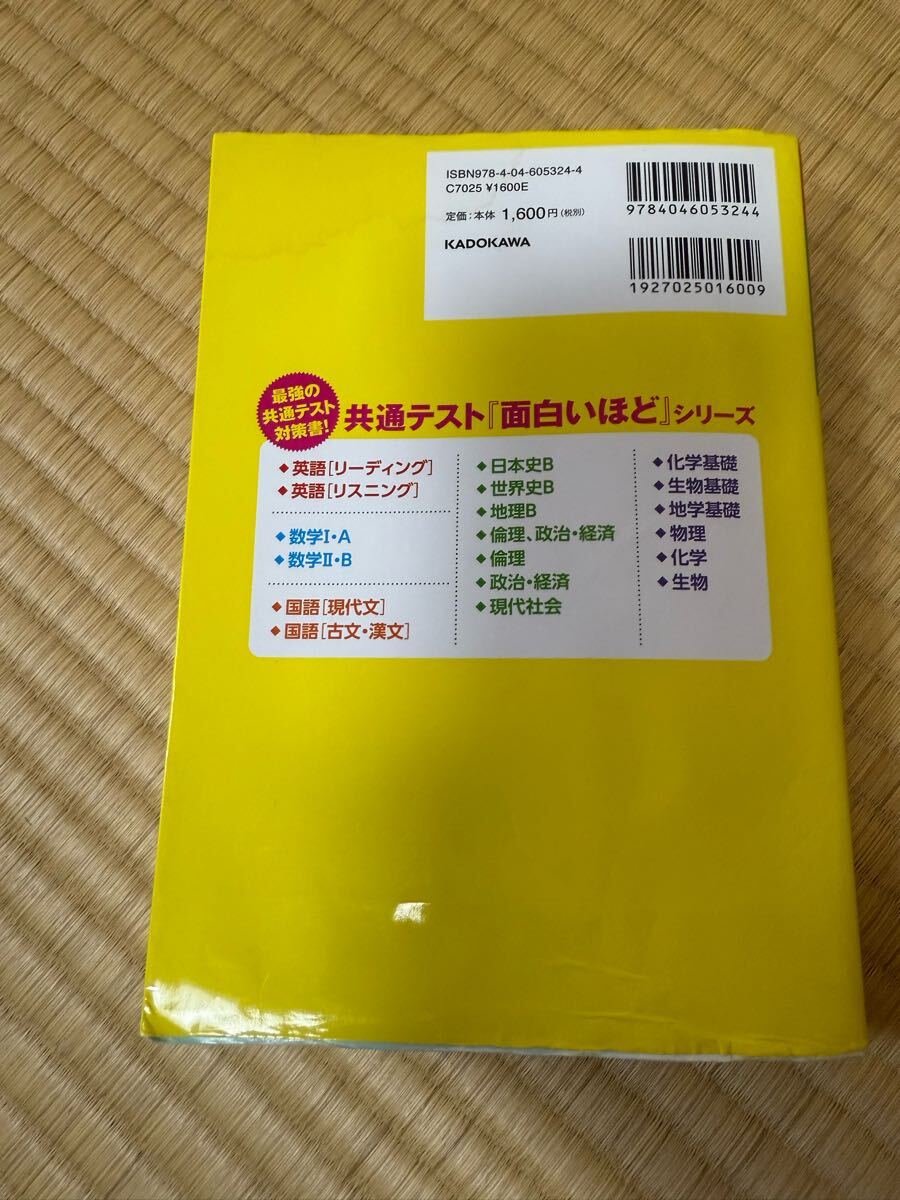 ISBN978-4-04-605324-4
C7025 ¥1600E
定価:本体 1,600円(税別)
KADOKAWA
9784046053244
1927025016009
最強の
共通テスト
対策書!
共通テスト『面白いほど』シリーズ
◆英語[リーディング]
◆英語[リスニング]
◆数学Ⅰ・A
◆数学Ⅱ・B
◆国語[現代文]
◆国語[古文・漢文]
◆日本史B
◆世界史B
◆地理B
◆倫理、政治・経済
◆倫理
◆政治・経済
◆現代社会
◆化学基礎
◆生物基礎
◆地学基礎
◆物理
◆化学
◆生物